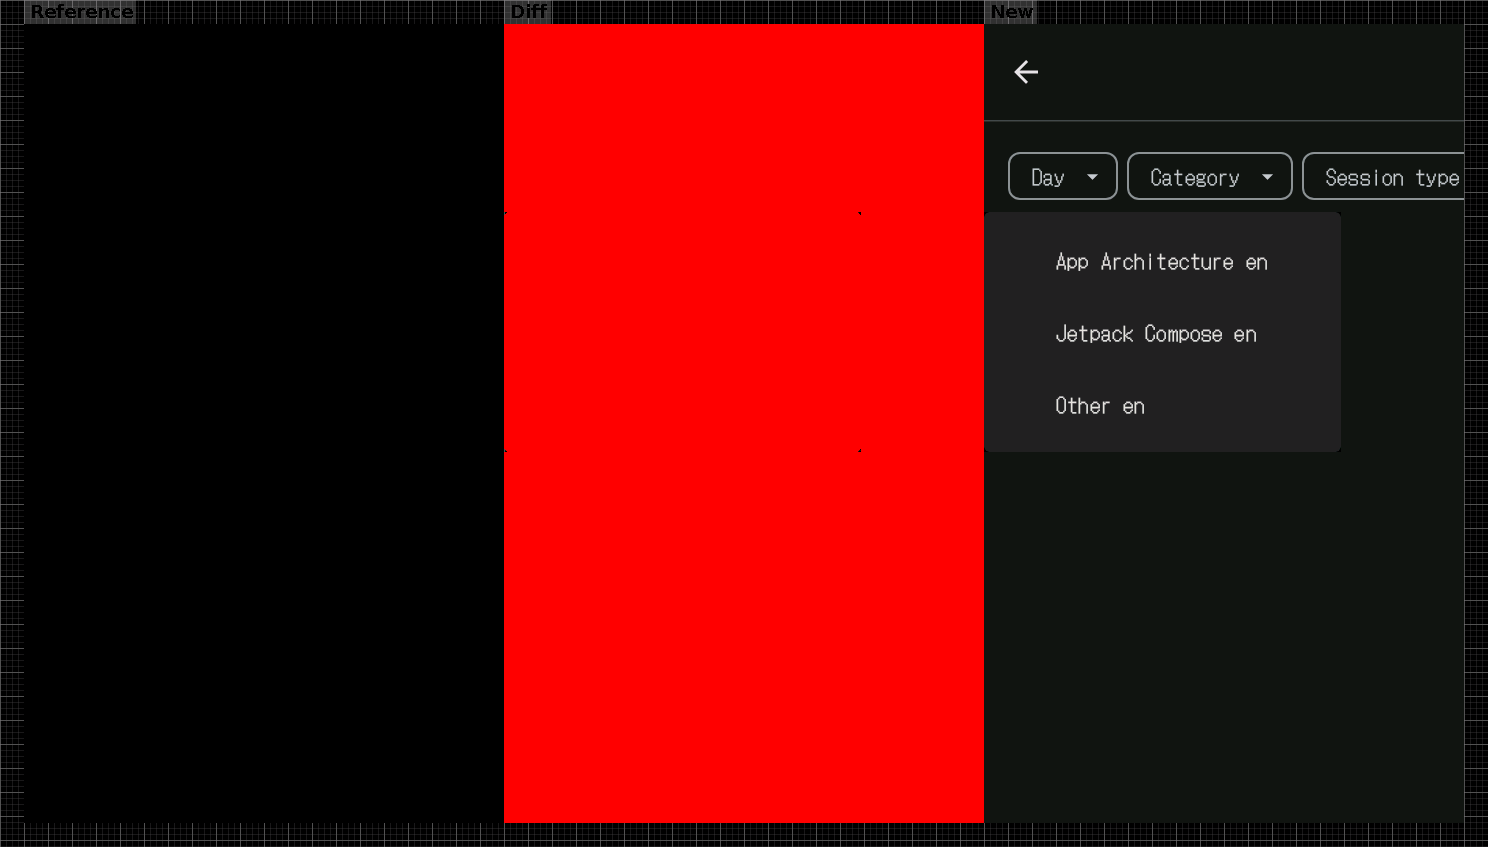 Reference Diff New
Day Category Session type
App Architecture en
Jetpack Compose en
Other en